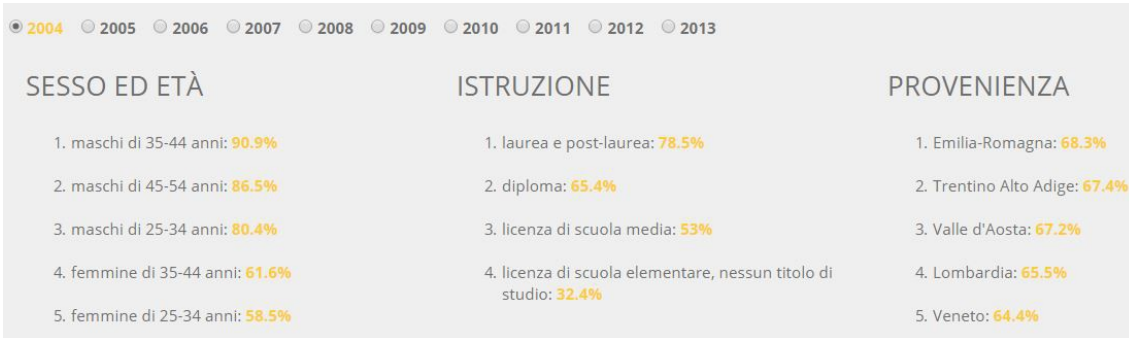 2004 2005 2006 2007 2008 2009 2010 2011 2012 2013
SESSO ED ETÀ
1. maschi di 35-44 anni: 90.9%
2. maschi di 45-54 anni: 86.5%
3. maschi di 25-34 anni: 80.4%
4. femmine di 35-44 anni: 61.6%
5. femmine di 25-34 anni: 58.5%
ISTRUZIONE
1. laurea e post-laurea: 78.5%
2. diploma: 65.4%
3. licenza di scuola media: 53%
4. licenza di scuola elementare, nessun titolo di
studio: 32.4%
PROVENIENZA
1. Emilia-Romagna: 68.3%
2. Trentino Alto Adige: 67.4%
3. Valle d'Aosta: 67.2%
4. Lombardia: 65.5%
5. Veneto: 64.4%